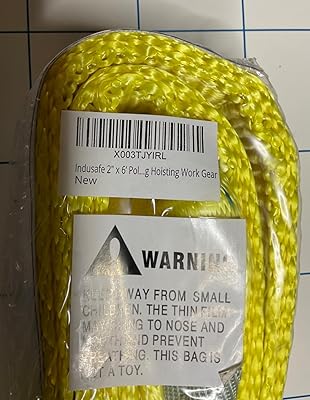 X003TJYIRL
Indusafe 2" x 6' Pol...g Hoisting Work Gear
New
WARNING
KEEP AWAY FROM SMALL
CHILDREN. THE THIN FILM
MAY CLING TO NOSE AND
MOUTH AND PREVENT
BREATHING. THIS BAG IS
NOT A TOY.